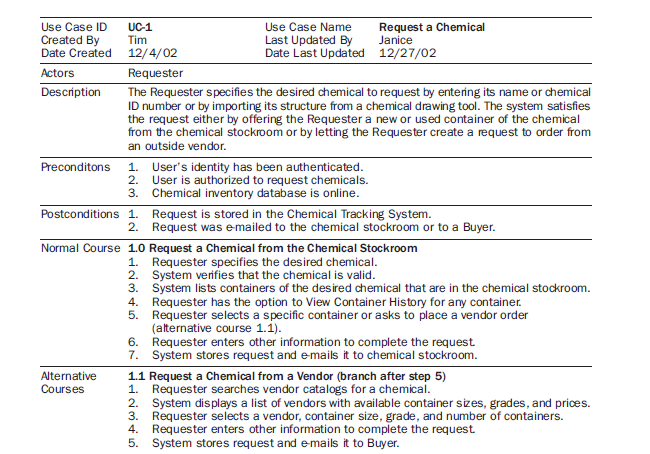 Use Case ID UC-1 Use Case Name Request a Chemical
Created By Tim Last Updated By Janice
Date Created 12/4/02 Date Last Updated 12/27/02
Actors Requester
Description The Requester specifies the desired chemical to request by entering its name or chemical
ID number or by importing its structure from a chemical drawing tool. The system satisfies
the request either by offering the Requester a new or used container of the chemical
from the chemical stockroom or by letting the Requester create a request to order from
an outside vendor.
Preconditons 1. User's identity has been authenticated.
2. User is authorized to request chemicals.
3. Chemical inventory database is online.
Postconditions 1. Request is stored in the Chemical Tracking System.
2. Request was e-mailed to the chemical stockroom or to a Buyer.
Normal Course 1.0 Request a Chemical from the Chemical Stockroom
1. Requester specifies the desired chemical.
2. System verifies that the chemical is valid.
3. System lists containers of the desired chemical that are in the chemical stockroom.
4. Requester has the option to View Container History for any container.
5. Requester selects a specific container or asks to place a vendor order
(alternative course 1.1).
6. Requester enters other information to complete the request.
7. System stores request and e-mails it to chemical stockroom.
Alternative 1.1 Request a Chemical from a Vendor (branch after step 5)
Courses 1. Requester searches vendor catalogs for a chemical.
2. System displays a list of vendors with available container sizes, grades, and prices.
3. Requester selects a vendor, container size, grade, and number of containers.
4. Requester enters other information to complete the request.
5. System stores request and e-mails it to Buyer.